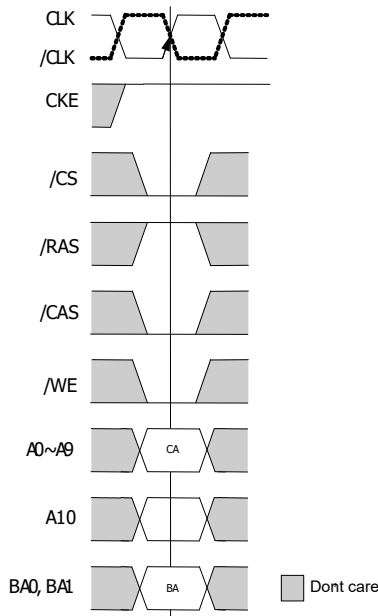 CLK
/CLK
CKE
/CS
/RAS
/CAS
/WE
A0~A9
CA
A10
BA0, BA1
BA
Dont care